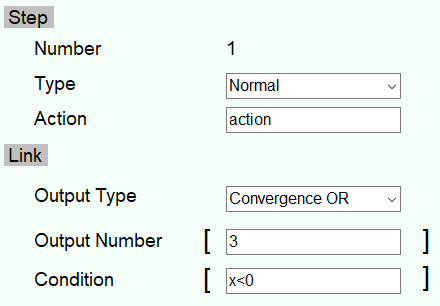 Step
Number 1
Type Normal
Action action
Link
Output Type Convergence OR
Output Number [ 3 ]
Condition [ x<0 ]